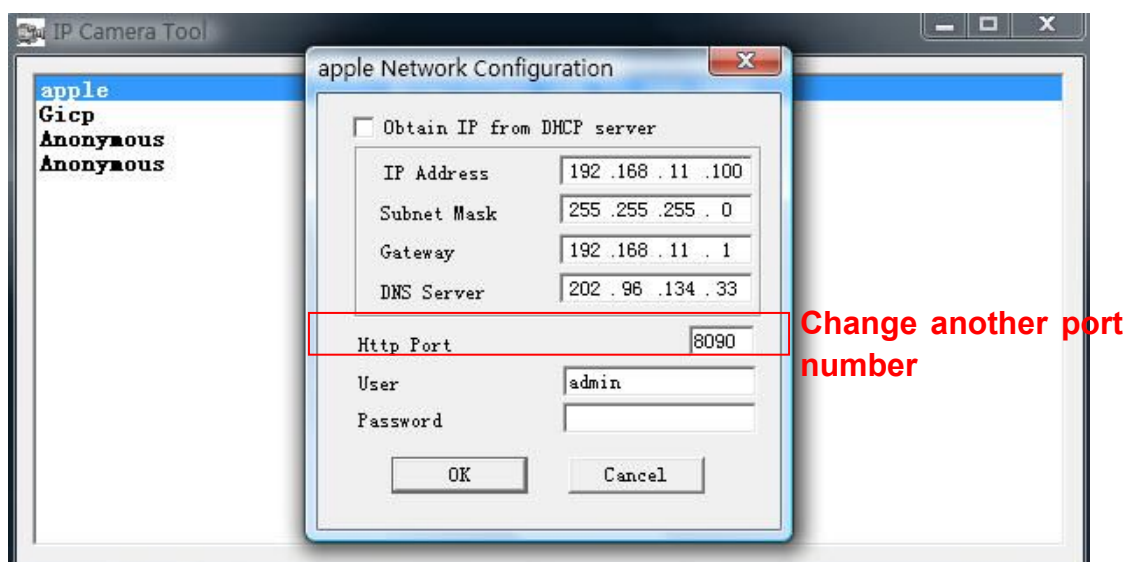 IP Camera Tool
apple Network Configuration
apple
Gicp
Anonymous
Anonymous
Obtain IP from DHCP server
IP Address 192 .168 . 11 .100
Subnet Mask 255 .255 .255 . 0
Gateway 192 .168 . 11 . 1
DNS Server 202 . 96 .134 . 33
Http Port 8090
User admin
Password
OK Cancel
Change another port
number